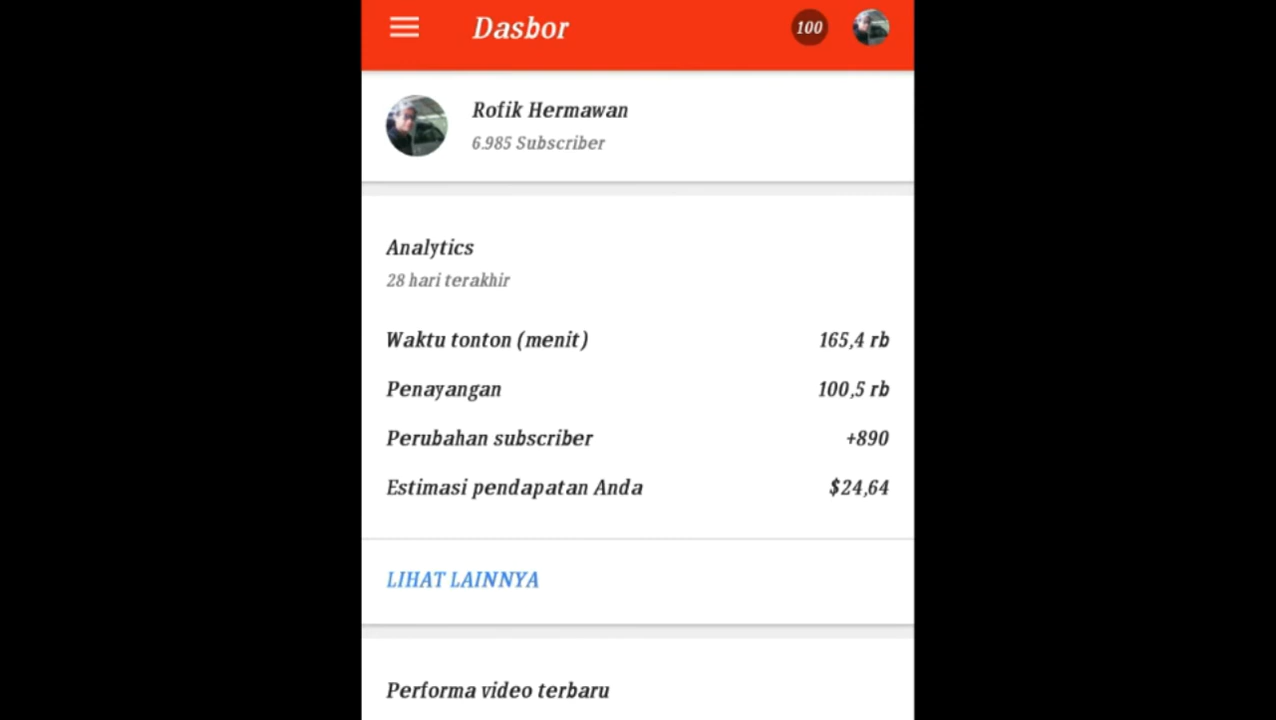 Dasbor
100
Rofik Hermawan
6.985 Subscriber
Analytics
28 hari terakhir
Waktu tonton (menit) 165,4 rb
Penayangan 100,5 rb
Perubahan subscriber +890
Estimasi pendapatan Anda $24,64
LIHAT LAINNYA
Performa video terbaru